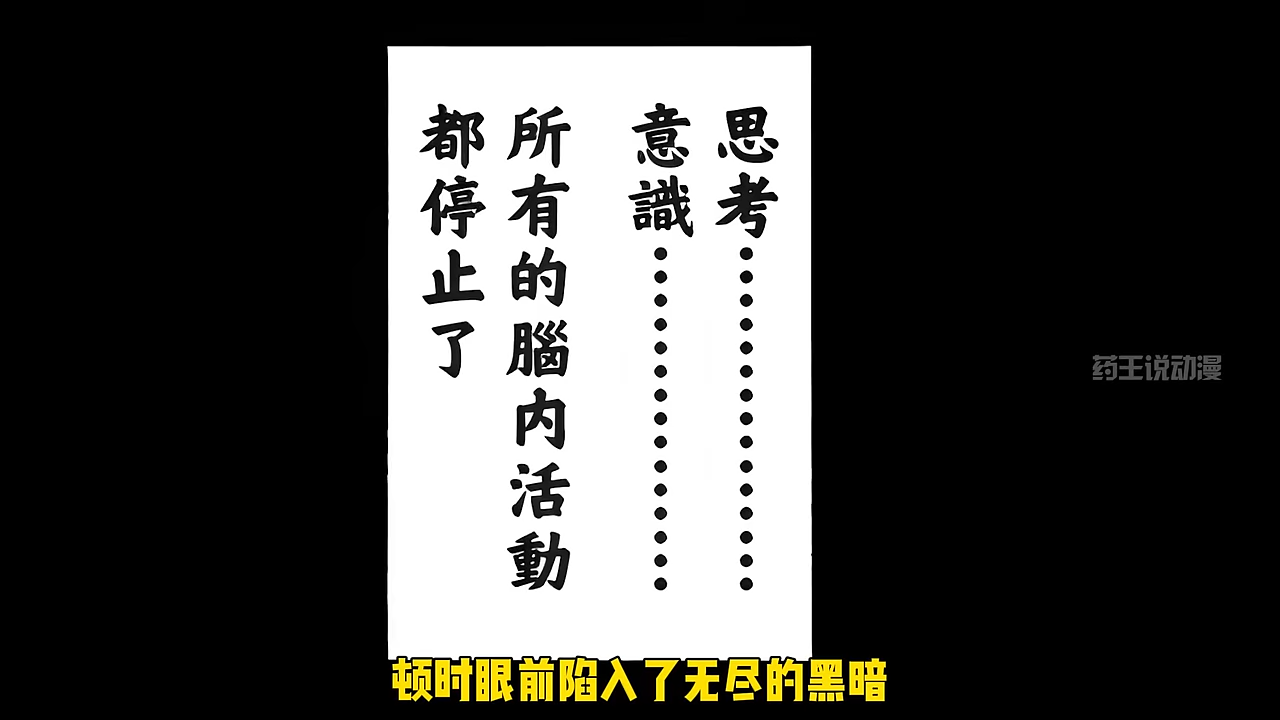 思考・・・・・・・・・・・・・・・
意識・・・・・・・・・・・・・・・
所有的腦内活動
都停止了
药王说动漫
顿时眼前陷入了无尽的黑暗